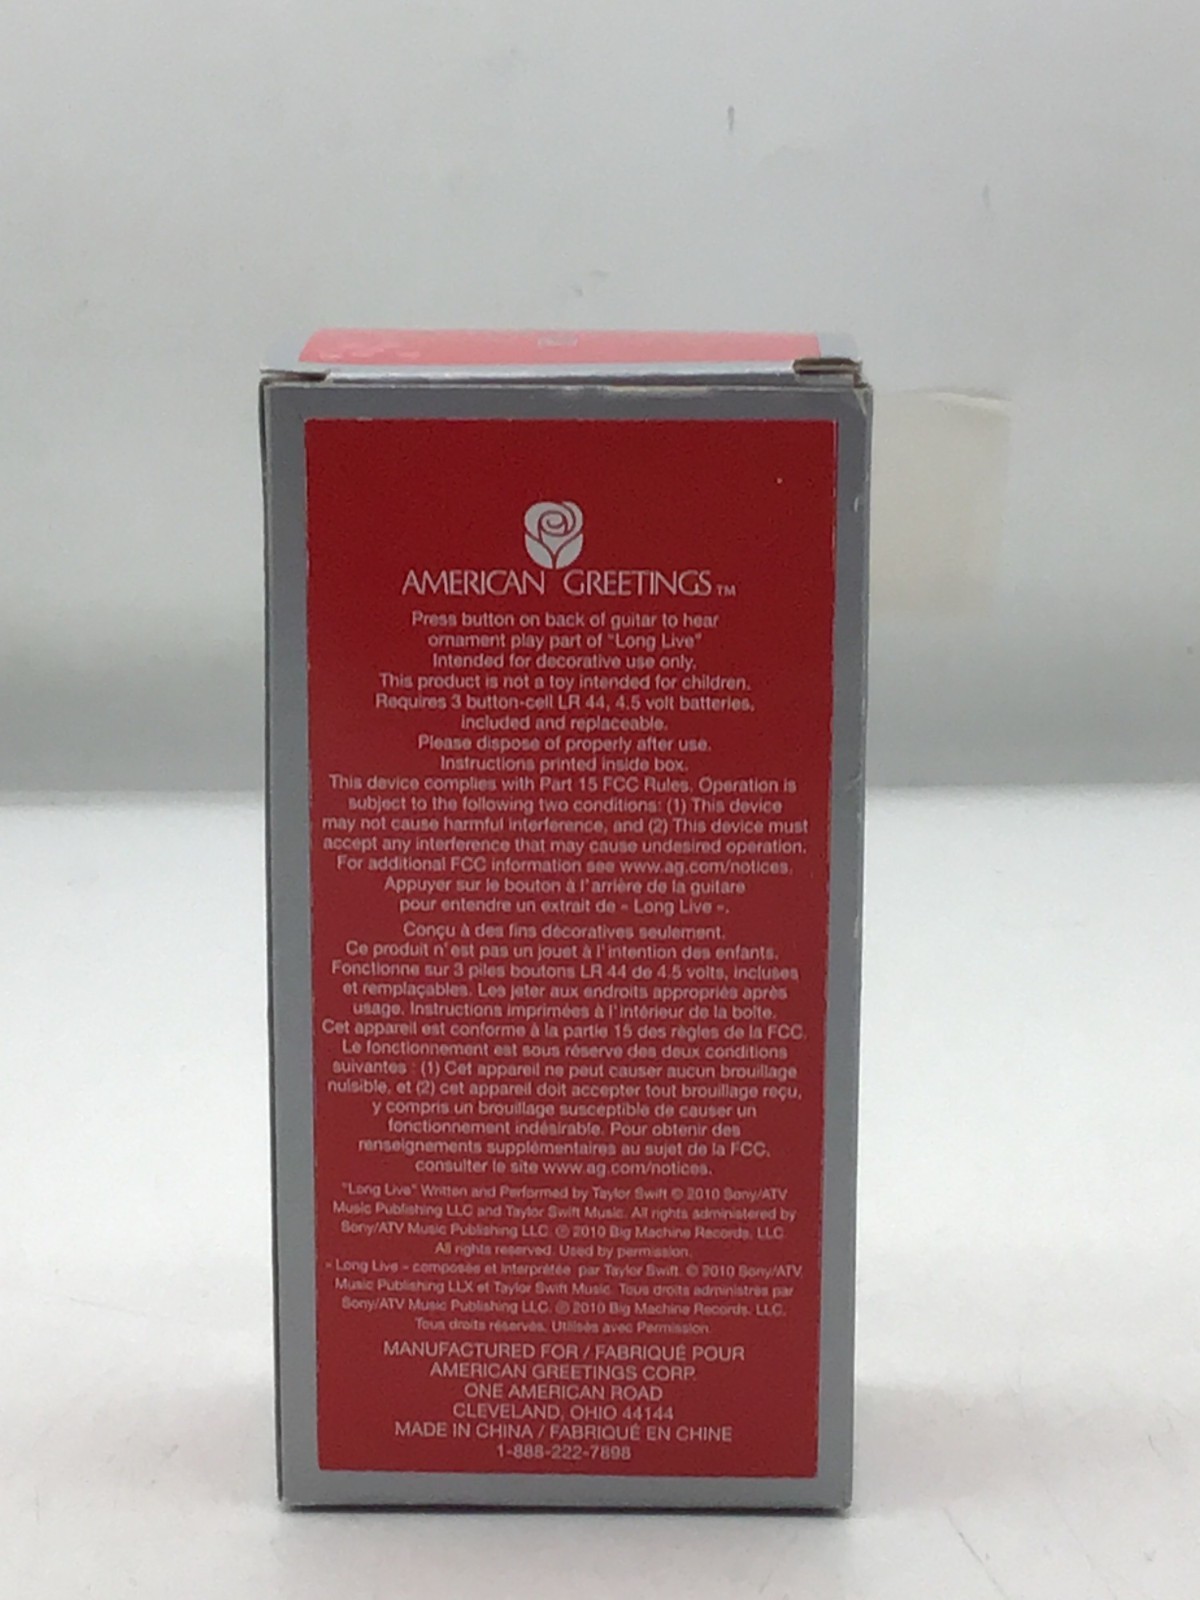 AMERICAN GREETINGS™
Press button on back of guitar to hear
ornament play part of "Long Live"
Intended for decorative use only.
This product is not a toy intended for children.
Requires 3 button-cell LR 44, 4.5 volt batteries,
included and replaceable.
Please dispose of properly after use.
Instructions printed inside box.
This device complies with Part 15 FCC Rules. Operation is
subject to the following two conditions: (1) This device
may not cause harmful interference, and (2) This device must
accept any interference that may cause undesired operation.
For additional FCC information see www.ag.com/notices.
Appuyer sur le bouton à l'arrière de la guitare
pour entendre un extrait de « Long Live ».
Conçu à des fins décoratives seulement.
Ce produit n'est pas un jouet à l'intention des enfants.
Fonctionne sur 3 piles boutons LR 44 de 4.5 volts, incluses
et remplaçables. Les jeter aux endroits appropriés après
usage. Instructions imprimées à l'intérieur de la boîte.
Cet appareil est conforme à la partie 15 des règles de la FCC.
Le fonctionnement est sous réserve des deux conditions
suivantes : (1) Cet appareil ne peut causer aucun brouillage
nuisible, et (2) cet appareil doit accepter tout brouillage reçu,
y compris un brouillage susceptible de causer un
fonctionnement indésirable. Pour obtenir des
renseignements supplémentaires au sujet de la FCC,
consulter le site www.ag.com/notices.
"Long Live" Written and Performed by Taylor Swift © 2010 Sony/ATV
Music Publishing LLC and Taylor Swift Music. All rights administered by
Sony/ATV Music Publishing LLC. ℗ 2010 Big Machine Records, LLC
All rights reserved. Used by permission.
« Long Live » composée et Interprétée par Taylor Swift. © 2010 Sony/ATV
Music Publishing LLX et Taylor Swift Music. Tous droits administrés par
Sony/ATV Music Publishing LLC. ℗ 2010 Big Machine Records, LLC.
Tous droits réservés. Utilisés avec Permission.
MANUFACTURED FOR / FABRIQUÉ POUR
AMERICAN GREETINGS CORP.
ONE AMERICAN ROAD
CLEVELAND, OHIO 44144
MADE IN CHINA / FABRIQUÉ EN CHINE
1-888-222-7898